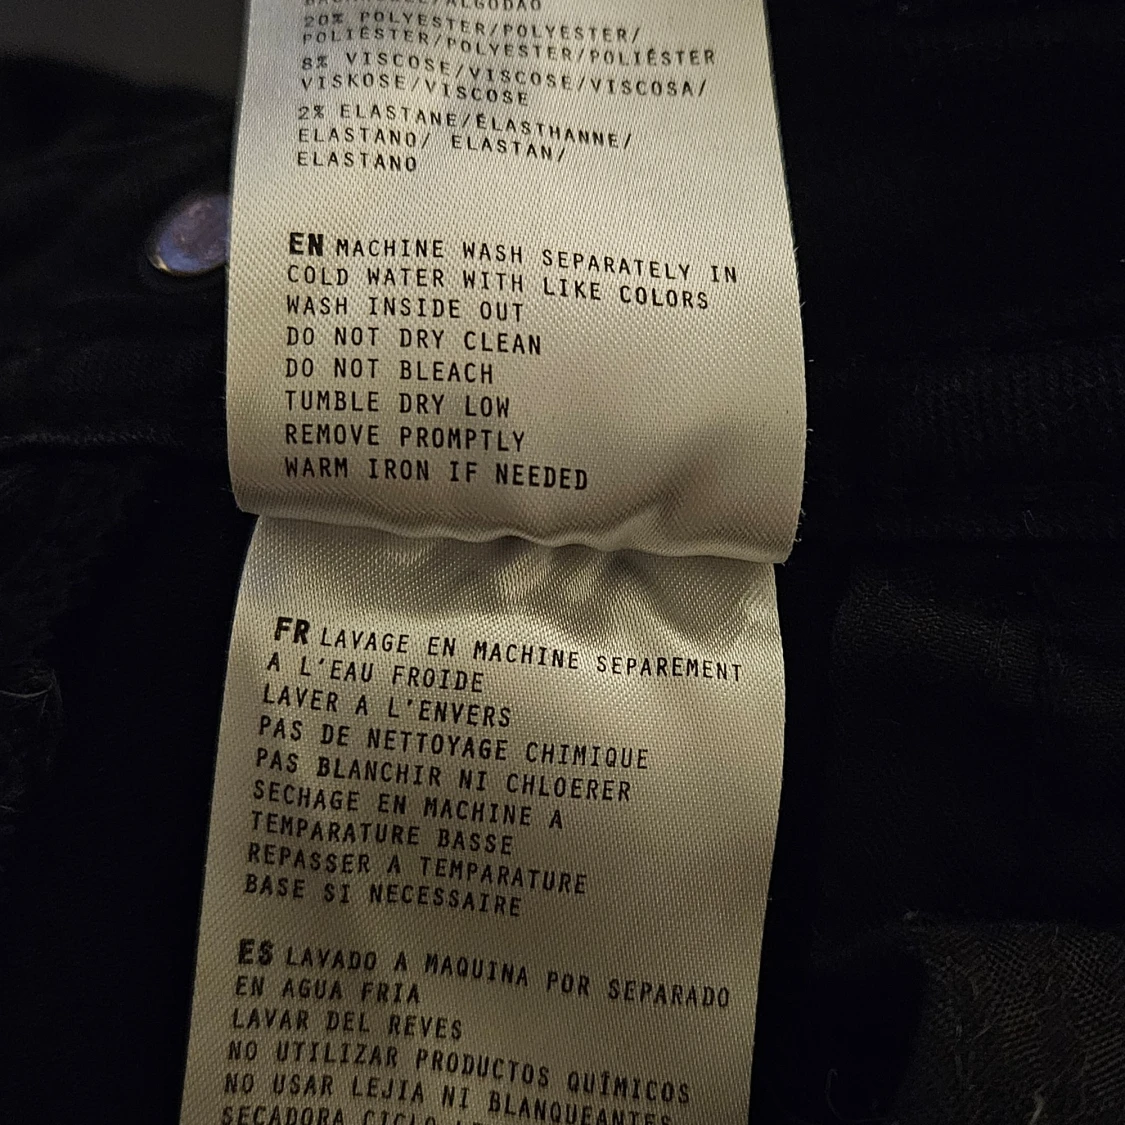 /ALGODÃO
20% POLYESTER/POLYESTER/
POLIÉSTER/POLYESTER/POLIÉSTER
8% VISCOSE/VISCOSE/VISCOSA/
VISKOSE/VISCOSE
2% ELASTANE/ÉLASTHANNE/
ELASTANO/ ELASTAN/
ELASTANO
EN MACHINE WASH SEPARATELY IN
COLD WATER WITH LIKE COLORS
WASH INSIDE OUT
DO NOT DRY CLEAN
DO NOT BLEACH
TUMBLE DRY LOW
REMOVE PROMPTLY
WARM IRON IF NEEDED
FR LAVAGE EN MACHINE SEPAREMENT
A L'EAU FROIDE
LAVER A L'ENVERS
PAS DE NETTOYAGE CHIMIQUE
PAS BLANCHIR NI CHLOERER
SECHAGE EN MACHINE A
TEMPARATURE BASSE
REPASSER A TEMPARATURE
BASE SI NECESSAIRE
ES LAVADO A MAQUINA POR SEPARADO
EN AGUA FRIA
LAVAR DEL REVES
NO UTILIZAR PRODUCTOS QUÍMICOS
NO USAR LEJIA NI BLANQUEANTES
SECADORA CICLO